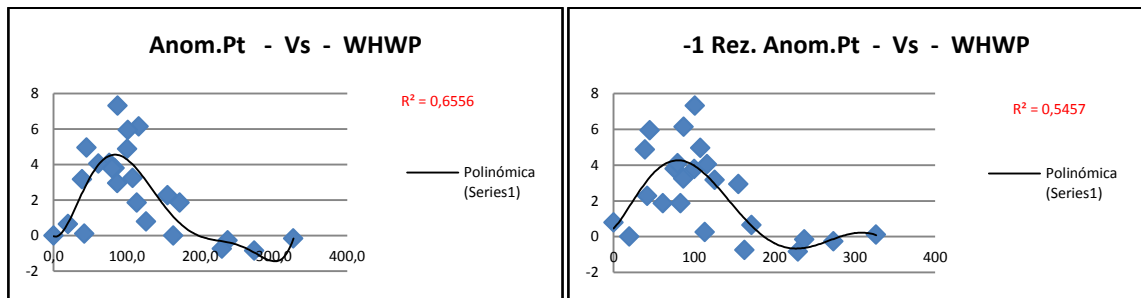 Anom.Pt - Vs - WHWP
R² = 0,6556
8
6
4
2
0
-2
0,0 100,0 200,0 300,0 400,0
Polinómica
(Series1)
-1 Rez. Anom.Pt - Vs - WHWP
R² = 0,5457
8
6
4
2
0
-2
0 100 200 300 400
Polinómica
(Series1)